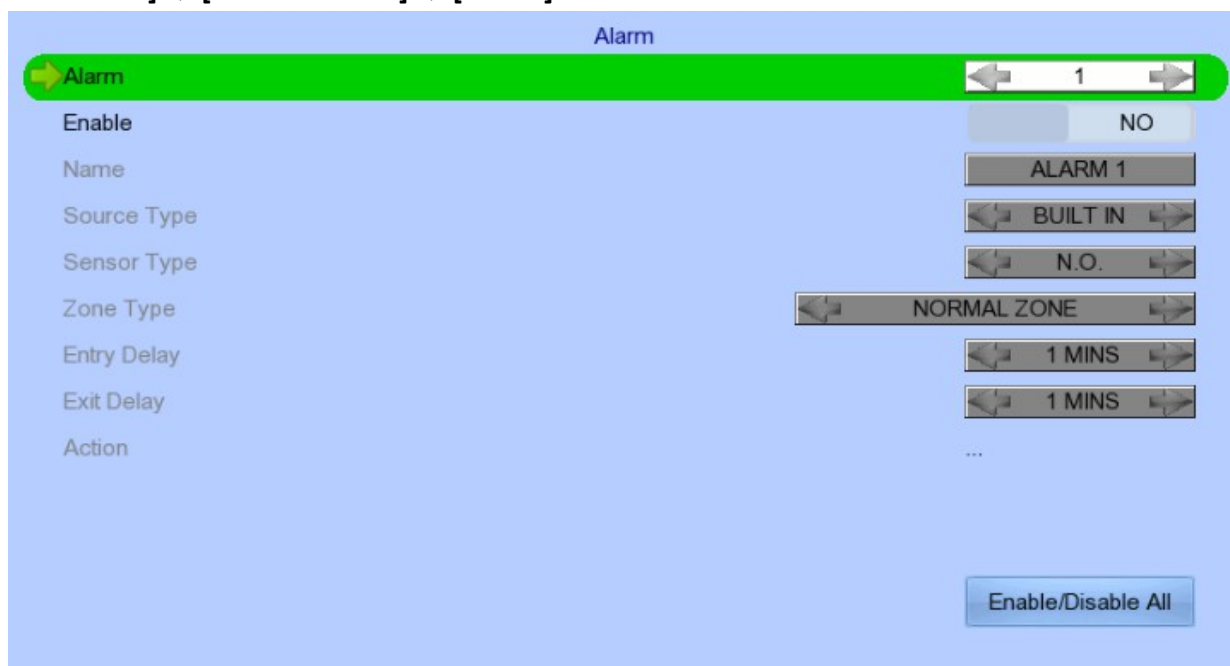 Alarm
Alarm 1
Enable NO
Name ALARM 1
Source Type BUILT IN
Sensor Type N.O.
Zone Type NORMAL ZONE
Entry Delay 1 MINS
Exit Delay 1 MINS
Action ...
Enable/Disable All